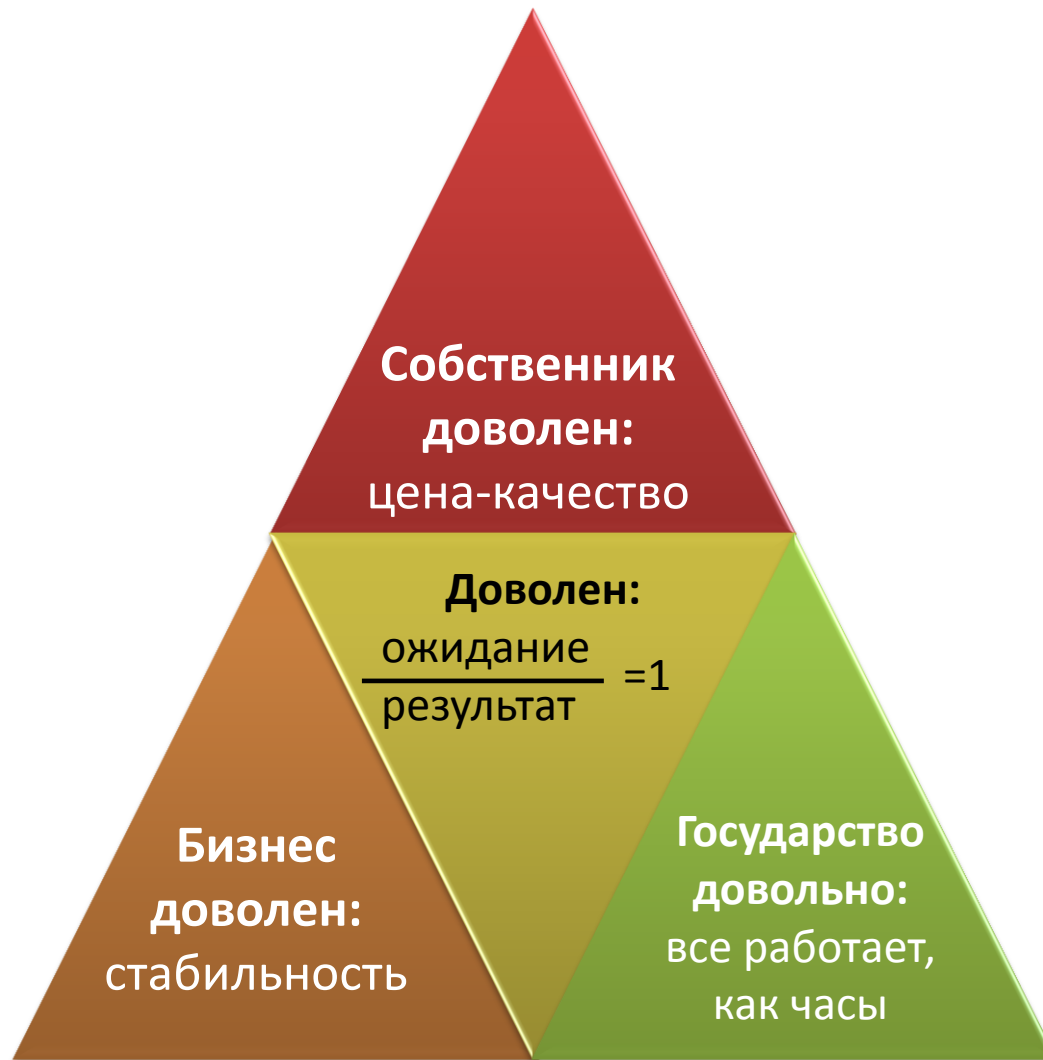 Собственник
доволен:
цена-качество
Доволен:
ожидание
результат =1
Бизнес
доволен:
стабильность
Государство
довольно:
все работает,
как часы